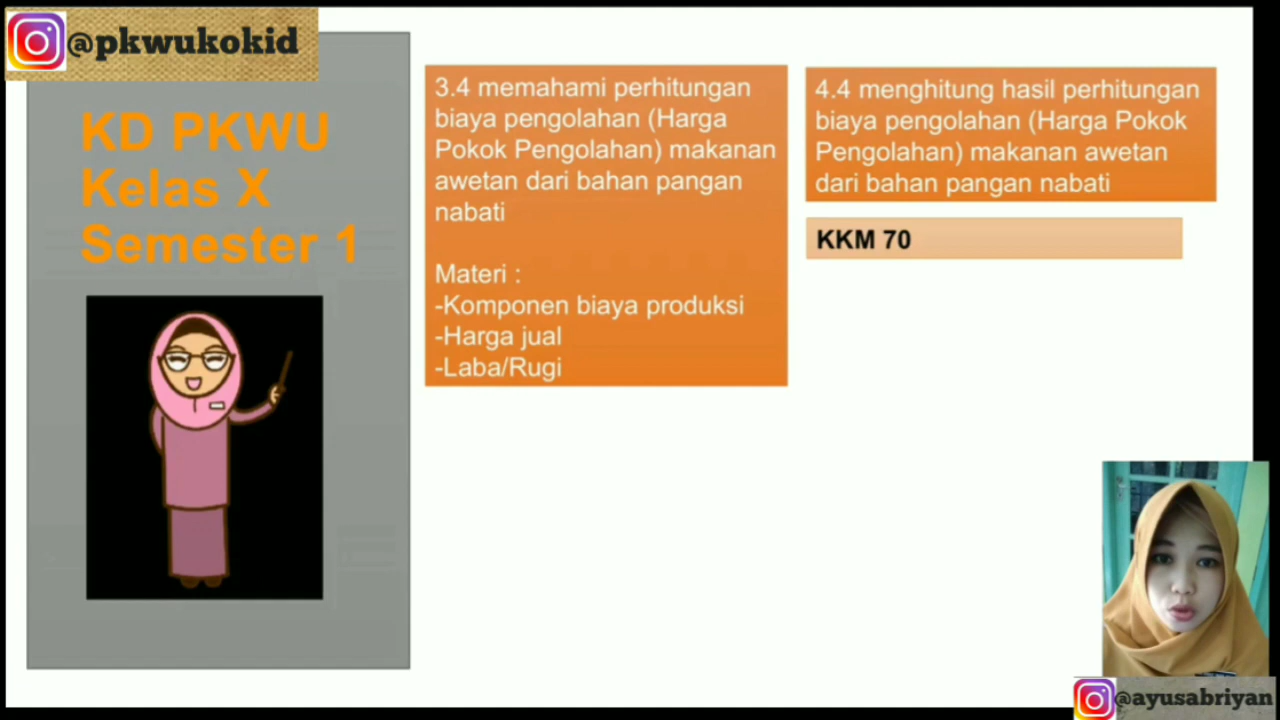 @pkwukokid
KD PKWU
Kelas X
Semester 1
3.4 memahami perhitungan
biaya pengolahan (Harga
Pokok Pengolahan) makanan
awetan dari bahan pangan
nabati
Materi :
-Komponen biaya produksi
-Harga jual
-Laba/Rugi
4.4 menghitung hasil perhitungan
biaya pengolahan (Harga Pokok
Pengolahan) makanan awetan
dari bahan pangan nabati
KKM 70
@ayusabriyan